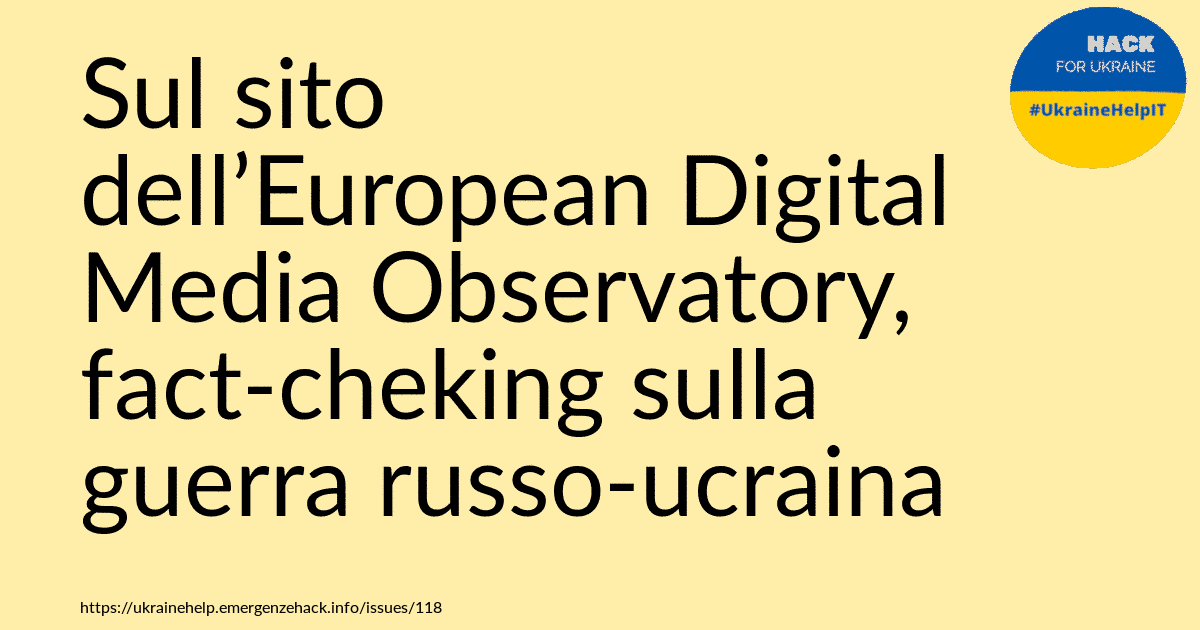 Sul sito
dell’European Digital
Media Observatory,
fact-cheking sulla
guerra russo-ucraina
HACK
FOR UKRAINE
#UkraineHelpIT
https://ukrainehelp.emergenzehack.info/issues/118